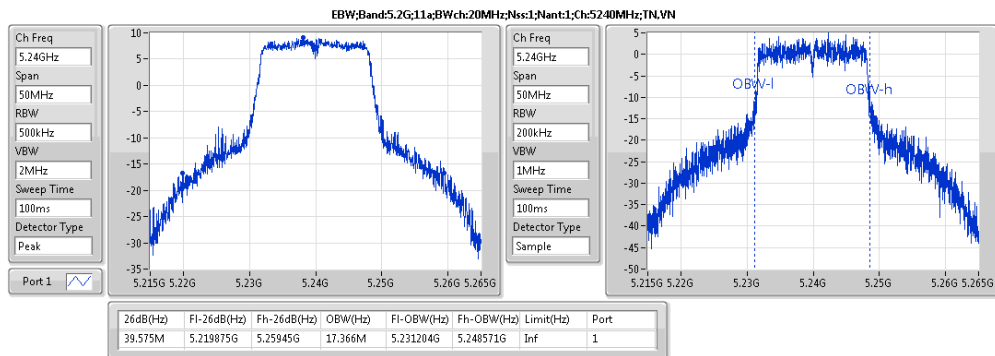 EBW;Band:5.2G;11a;BWch:20MHz;Nss:1;Nant:1;Ch:5240MHz;TN,VN
Ch Freq
5.24GHz
Span
50MHz
RBW
500kHz
VBW
2MHz
Sweep Time
100ms
Detector Type
Peak
Port 1
10
5
0
-5
-10
-15
-20
-25
-30
-35
5.215G 5.22G 5.23G 5.24G 5.25G 5.26G 5.265G
Ch Freq
5.24GHz
Span
50MHz
RBW
200kHz
VBW
1MHz
Sweep Time
100ms
Detector Type
Sample
5
0
-5
-10
-15
-20
-25
-30
-35
-40
-45
-50
OBW-l
OBW-h
5.215G 5.22G 5.23G 5.24G 5.25G 5.26G 5.265G
26dB(Hz) Fl-26dB(Hz) Fh-26dB(Hz) OBW(Hz) Fl-OBW(Hz) Fh-OBW(Hz) Limit(Hz) Port
39.575M 5.219875G 5.25945G 17.366M 5.231204G 5.248571G Inf 1